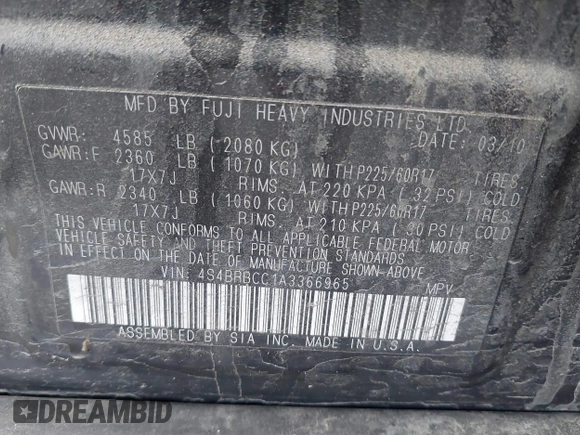 MFD BY FUJI HEAVY INDUSTRIES LTD
DATE: 03/10
GVWR: 4585 LB (2080 KG)
GAWR:F 2360 LB (1070 KG) WITH P225/60R17 TIRES
17X7J RIMS. AT 220 KPA (32 PSI) COLD
GAWR:R 2340 LB (1060 KG) WITH P225/60R17 TIRES
17X7J RIMS. AT 210 KPA (30 PSI) COLD
THIS VEHICLE CONFORMS TO ALL APPLICABLE FEDERAL MOTOR
VEHICLE SAFETY AND THEFT PREVENTION STANDARDS
IN EFFECT ON THE DATE OF MANUFACTURE SHOWN ABOVE
VIN: 4S4BRBCC1A3366965 MPV
ASSEMBLED BY SIA INC. MADE IN U.S.A.
DREAMBID